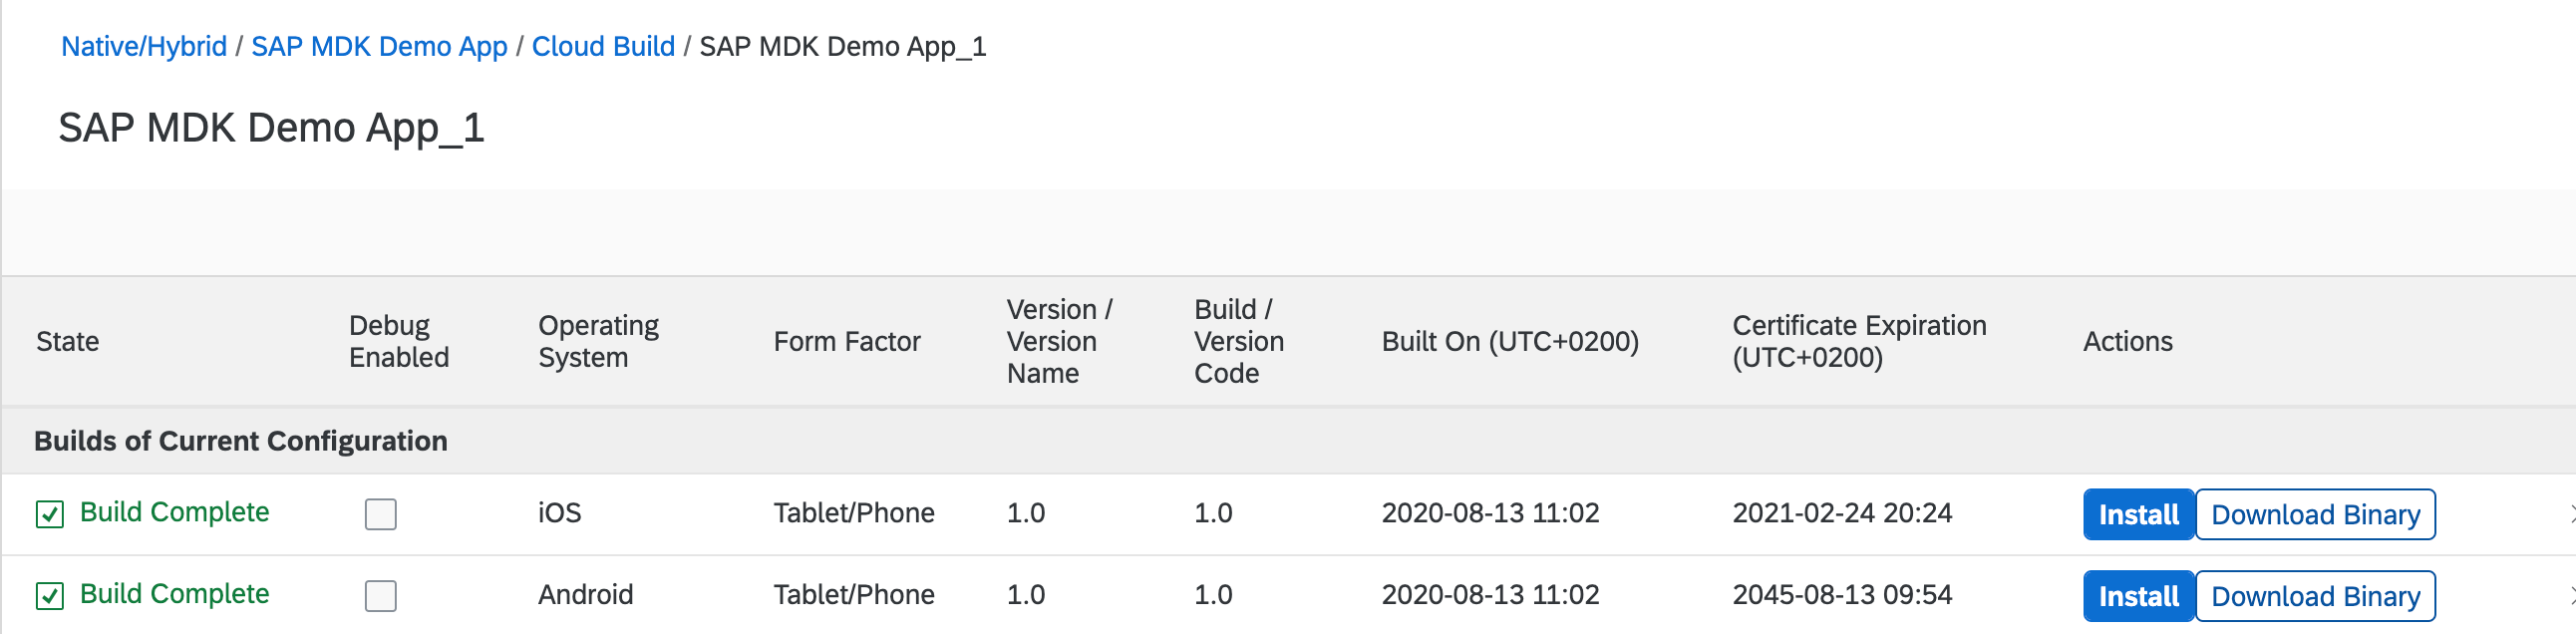 Native/Hybrid / SAP MDK Demo App / Cloud Build / SAP MDK Demo App_1
SAP MDK Demo App_1
State
Debug
Enabled
Operating
System
Form Factor
Version /
Version
Name
Build /
Version
Code
Built On (UTC+0200)
Certificate Expiration
(UTC+0200)
Actions
Builds of Current Configuration
Build Complete iOS Tablet/Phone 1.0 1.0 2020-08-13 11:02 2021-02-24 20:24 Install Download Binary
Build Complete Android Tablet/Phone 1.0 1.0 2020-08-13 11:02 2045-08-13 09:54 Install Download Binary